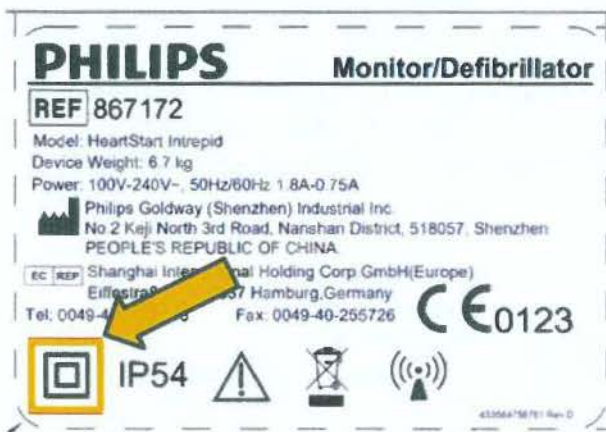 PHILIPS Monitor/Defibrillator
REF 867172
Model: HeartStart Intrepid
Device Weight: 6.7 kg
Power: 100V-240V~, 50Hz/60Hz 1.8A-0.75A
Philips Goldway (Shenzhen) Industrial Inc.
No 2 Keji North 3rd Road, Nanshan District, 518057, Shenzhen
PEOPLE'S REPUBLIC OF CHINA
EC REP Shanghai International Holding Corp GmbH(Europe)
Hamburg,Germany
Tel: 0049-4 Fax: 0049-40-255726 CE0123
IP54
Rev D